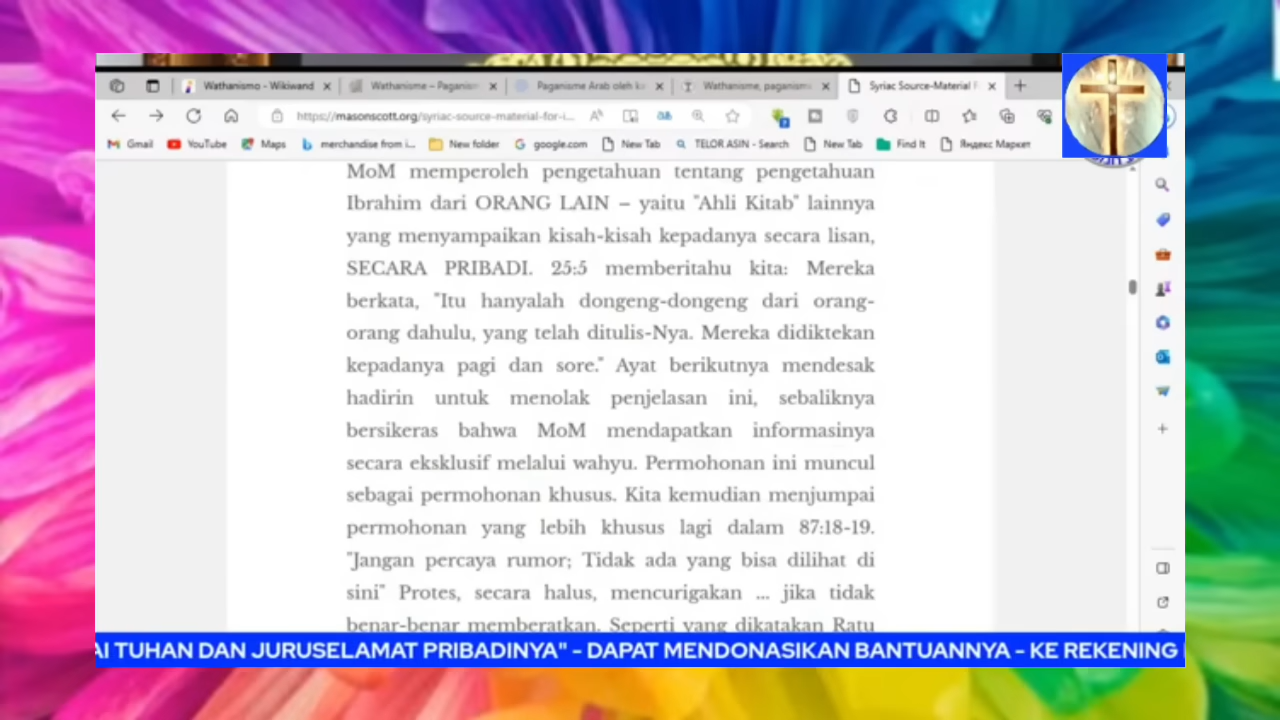 Wathanismo - Wikiwand
Wathanisme – Paganism
Paganisme Arab oleh k
Wathanisme, paganism
Syriac Source-Material F
https://masonscott.org/syriac-source-material-for-i...
Gmail
YouTube
Maps
merchandise from i...
New folder
google.com
New Tab
TELOR ASIN - Search
New Tab
Find It
Яндекс Маркет
MoM memperoleh pengetahuan tentang pengetahuan
Ibrahim dari ORANG LAIN – yaitu "Ahli Kitab" lainnya
yang menyampaikan kisah-kisah kepadanya secara lisan,
SECARA PRIBADI. 25:5 memberitahu kita: Mereka
berkata, "Itu hanyalah dongeng-dongeng dari orang-
orang dahulu, yang telah ditulis-Nya. Mereka didiktekan
kepadanya pagi dan sore." Ayat berikutnya mendesak
hadirin untuk menolak penjelasan ini, sebaliknya
bersikeras bahwa MoM mendapatkan informasinya
secara eksklusif melalui wahyu. Permohonan ini muncul
sebagai permohonan khusus. Kita kemudian menjumpai
permohonan yang lebih khusus lagi dalam 87:18-19.
"Jangan percaya rumor; Tidak ada yang bisa dilihat di
sini" Protes, secara halus, mencurigakan ... jika tidak
benar-benar memberatkan. Seperti yang dikatakan Ratu
AI TUHAN DAN JURUSELAMAT PRIBADINYA" - DAPAT MENDONASIKAN BANTUANNYA - KE REKENING